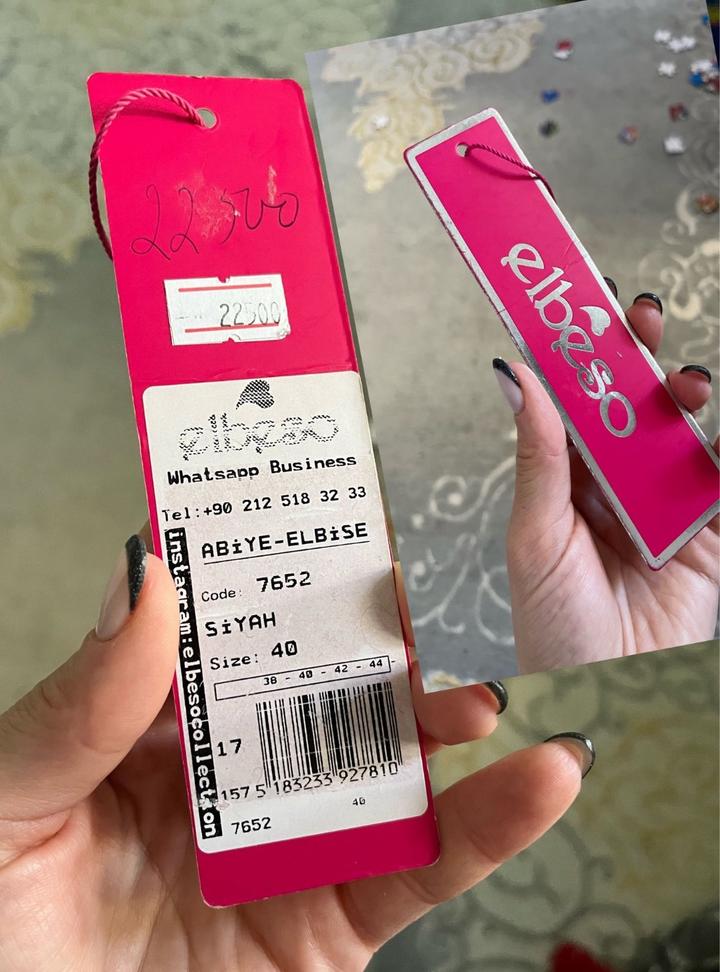 22500
22500
elbeso
Whatsapp Business
Tel:+90 212 518 32 33
ABiYE-ELBiSE
Code: 7652
SiYAH
Size: 40
38 - 40 - 42 - 44 -
17
157 5 183233 927810
40
7652
instagram:elbesocollection
elbeso